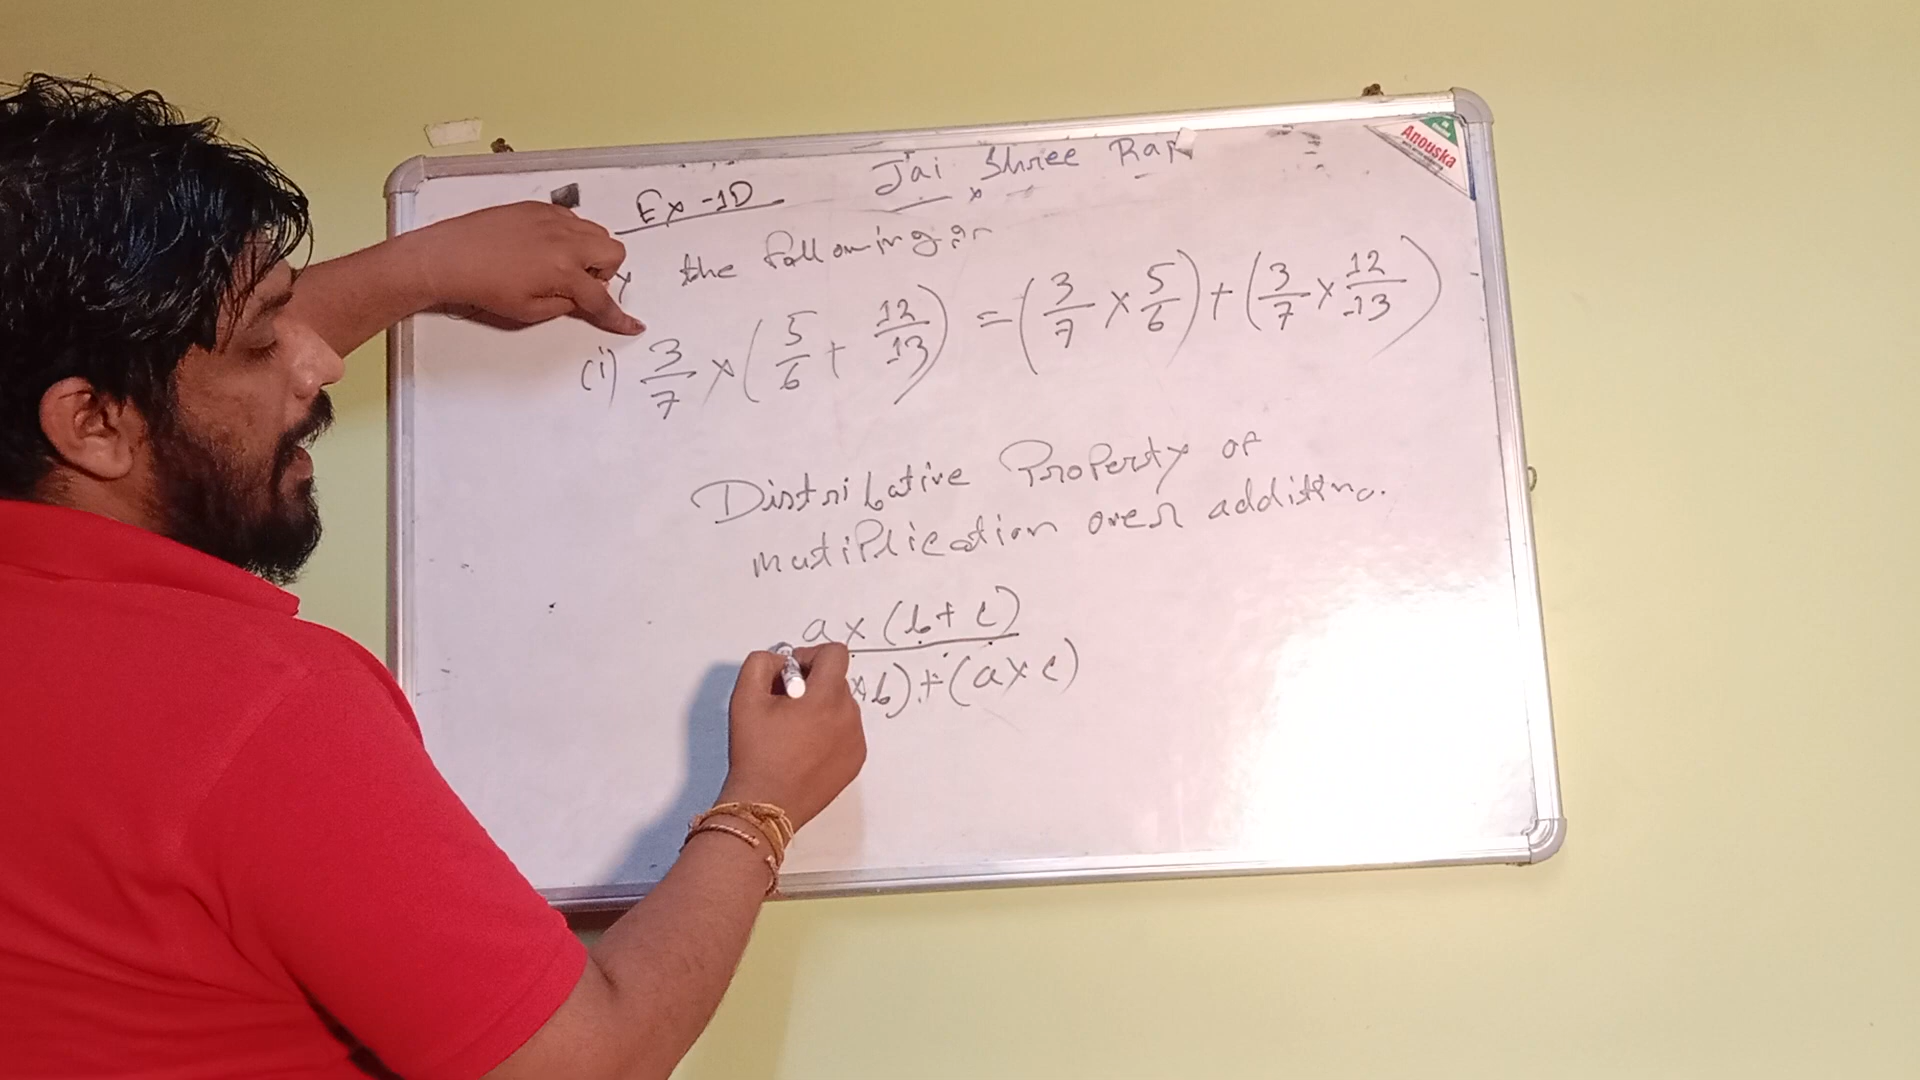 Jai Shree Ram
Ex-1D
the following:
(i) 3/7 × (5/6 + 12/13) = (3/7 × 5/6) + (3/7 × 12/13)
Distributive Property of
multiplication over addition.
a × (b + c)
× b) + (a × c)
Anouska